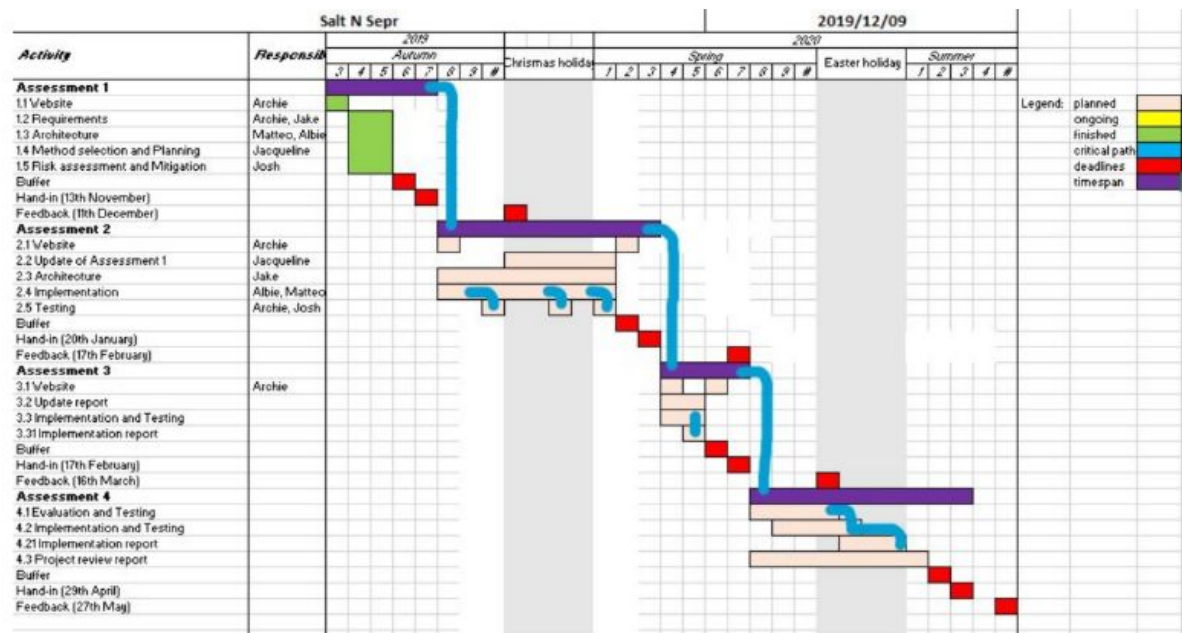 Salt N Sepr 2019/12/09
2019 2020
Activity Responsib Autumn Chrismas holiday Spring Easter holiday Summer
3 4 5 6 7 8 9 # 1 2 3 4 5 6 7 8 9 # 1 2 3 4 #
Assessment 1
1.1 Website Archie Legend: planned
1.2 Requirements Archie, Jake ongoing
1.3 Architecture Matteo, Albie finished
1.4 Method selection and Planning Jacqueline critical path
1.5 Risk assessment and Mitigation Josh deadlines
Buffer timespan
Hand-in (13th November)
Feedback (11th December)
Assessment 2
2.1 Website Archie
2.2 Update of Assessment 1 Jacqueline
2.3 Architecture Jake
2.4 Implementation Albie, Matteo
2.5 Testing Archie, Josh
Buffer
Hand-in (20th January)
Feedback (17th February)
Assessment 3
3.1 Website Archie
3.2 Update report
3.3 Implementation and Testing
3.31 Implementation report
Buffer
Hand-in (17th February)
Feedback (16th March)
Assessment 4
4.1 Evaluation and Testing
4.2 Implementation and Testing
4.21 Implementation report
4.3 Project review report
Buffer
Hand-in (29th April)
Feedback (27th May)